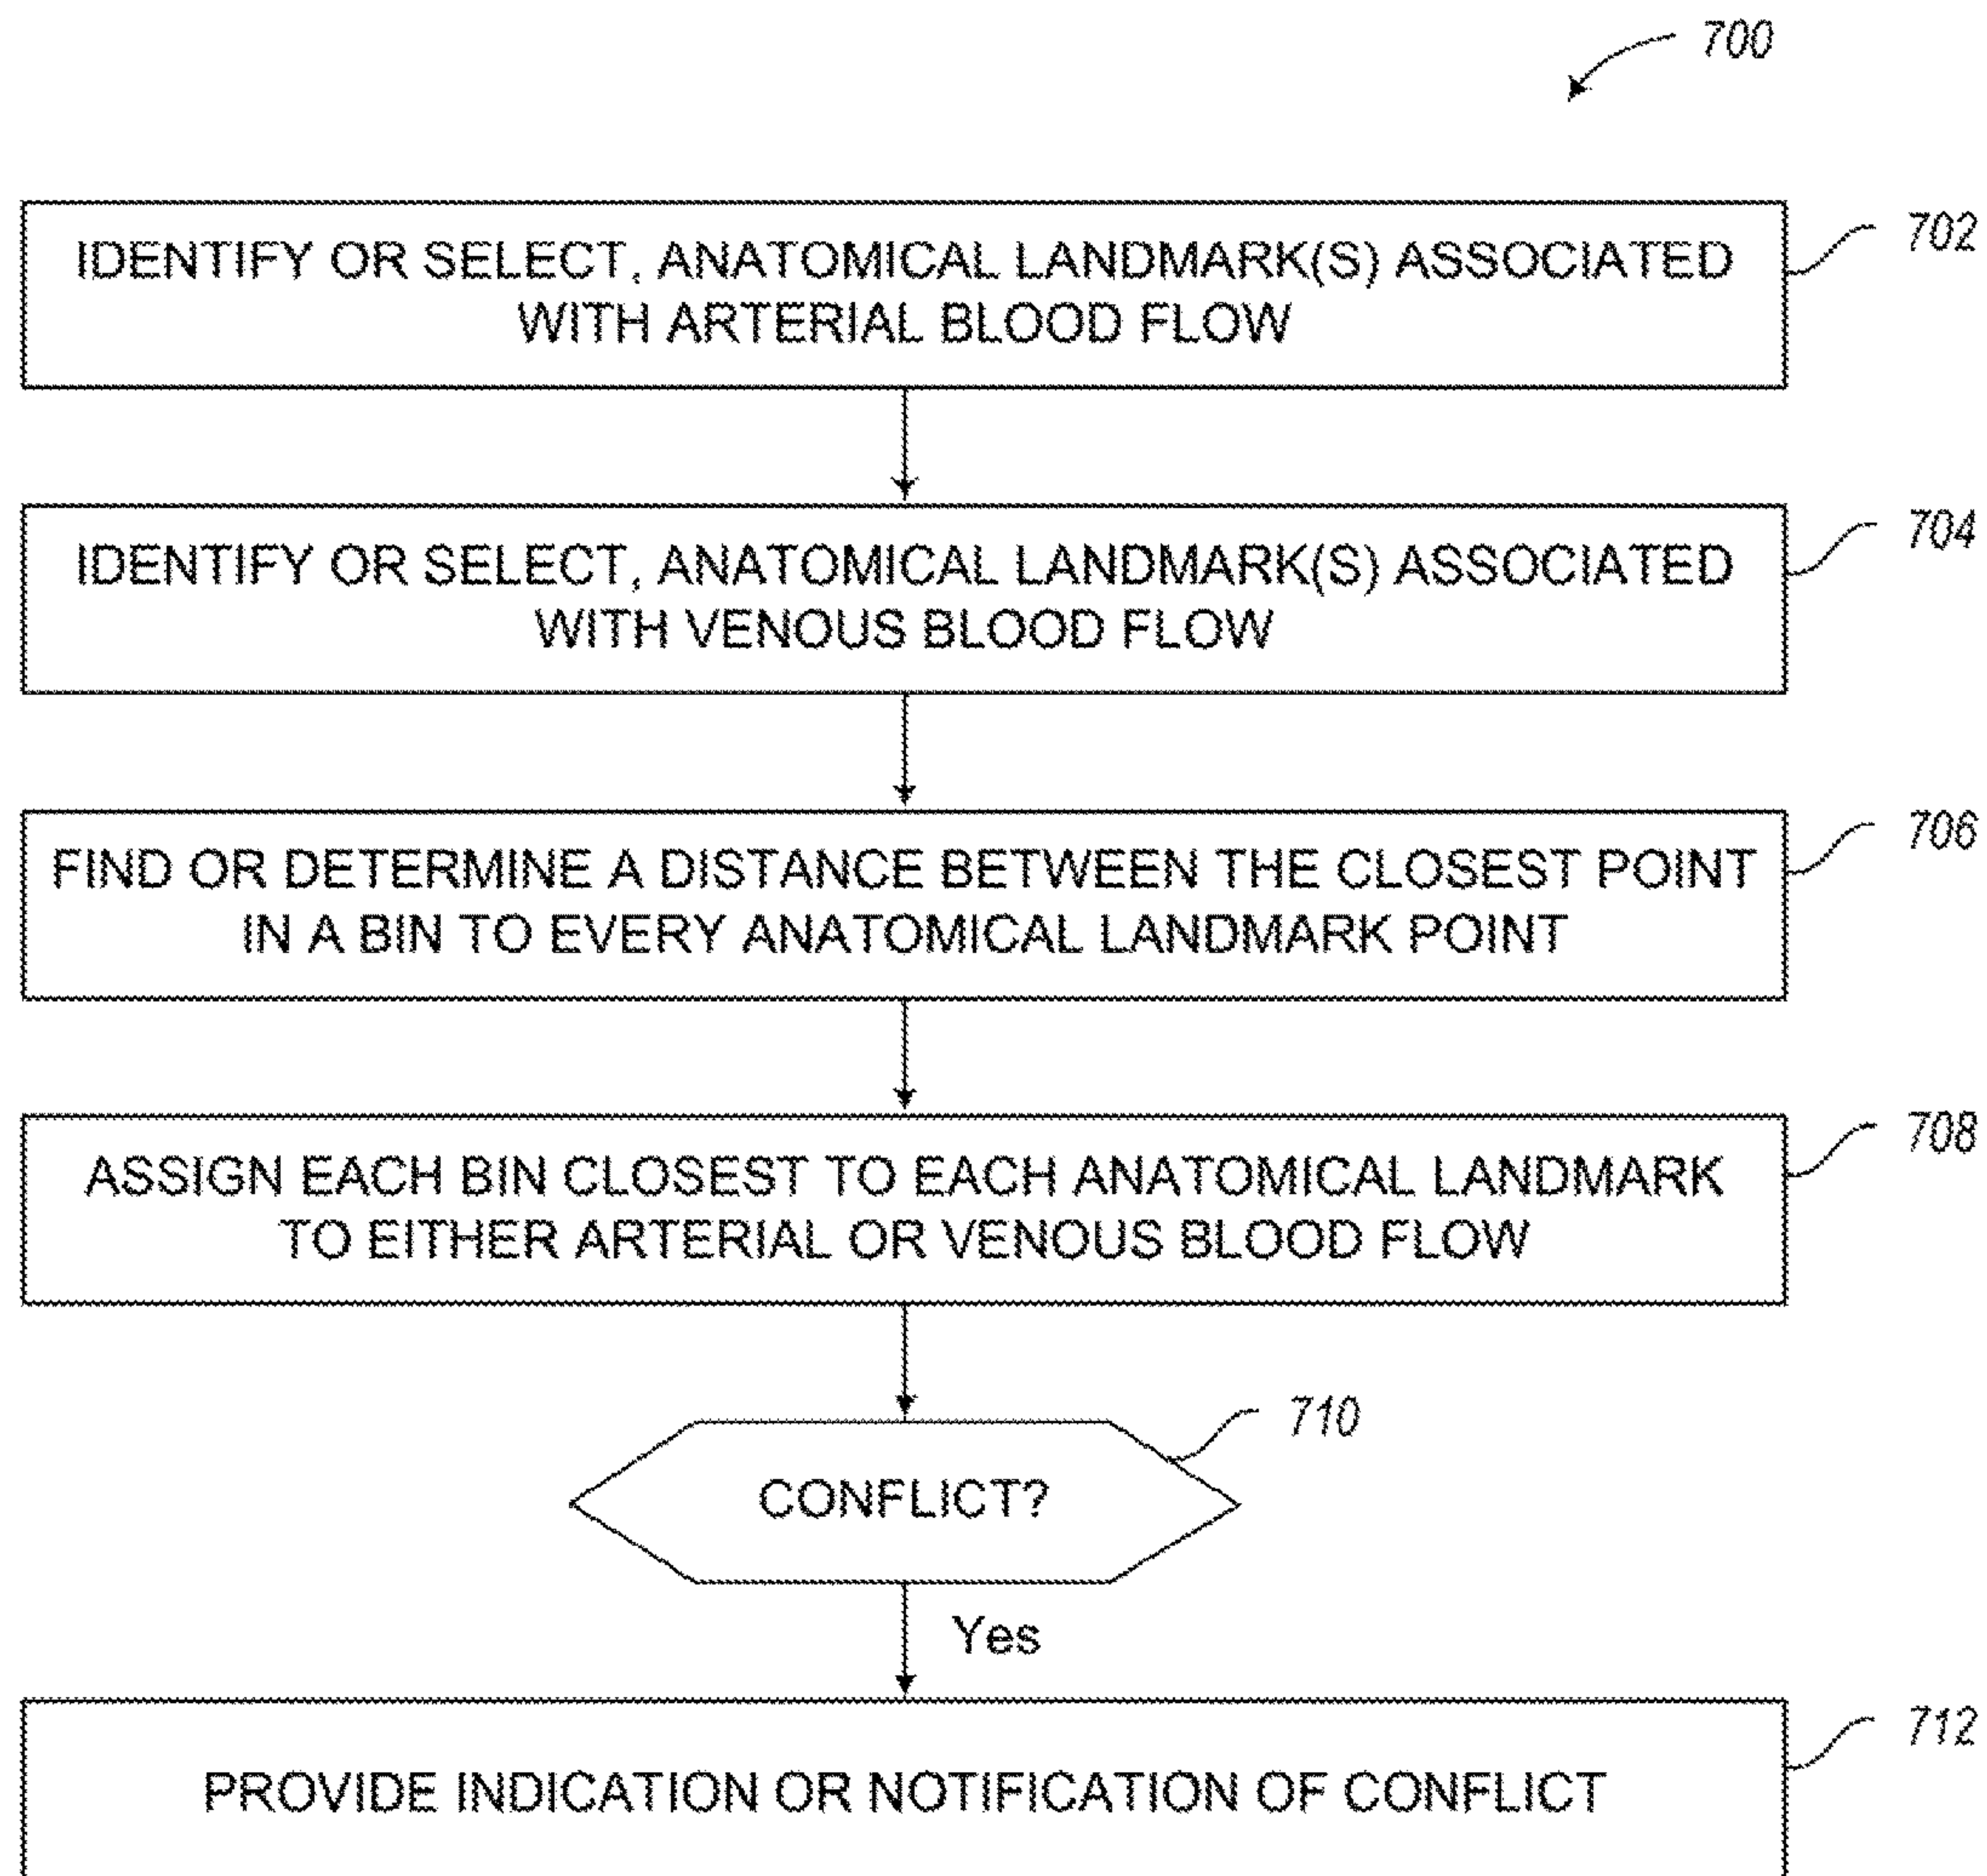 700
IDENTIFY OR SELECT, ANATOMICAL LANDMARK(S) ASSOCIATED
WITH ARTERIAL BLOOD FLOW
702
IDENTIFY OR SELECT, ANATOMICAL LANDMARK(S) ASSOCIATED
WITH VENOUS BLOOD FLOW
704
FIND OR DETERMINE A DISTANCE BETWEEN THE CLOSEST POINT
IN A BIN TO EVERY ANATOMICAL LANDMARK POINT
706
ASSIGN EACH BIN CLOSEST TO EACH ANATOMICAL LANDMARK
TO EITHER ARTERIAL OR VENOUS BLOOD FLOW
708
CONFLICT?
710
Yes
PROVIDE INDICATION OR NOTIFICATION OF CONFLICT
712